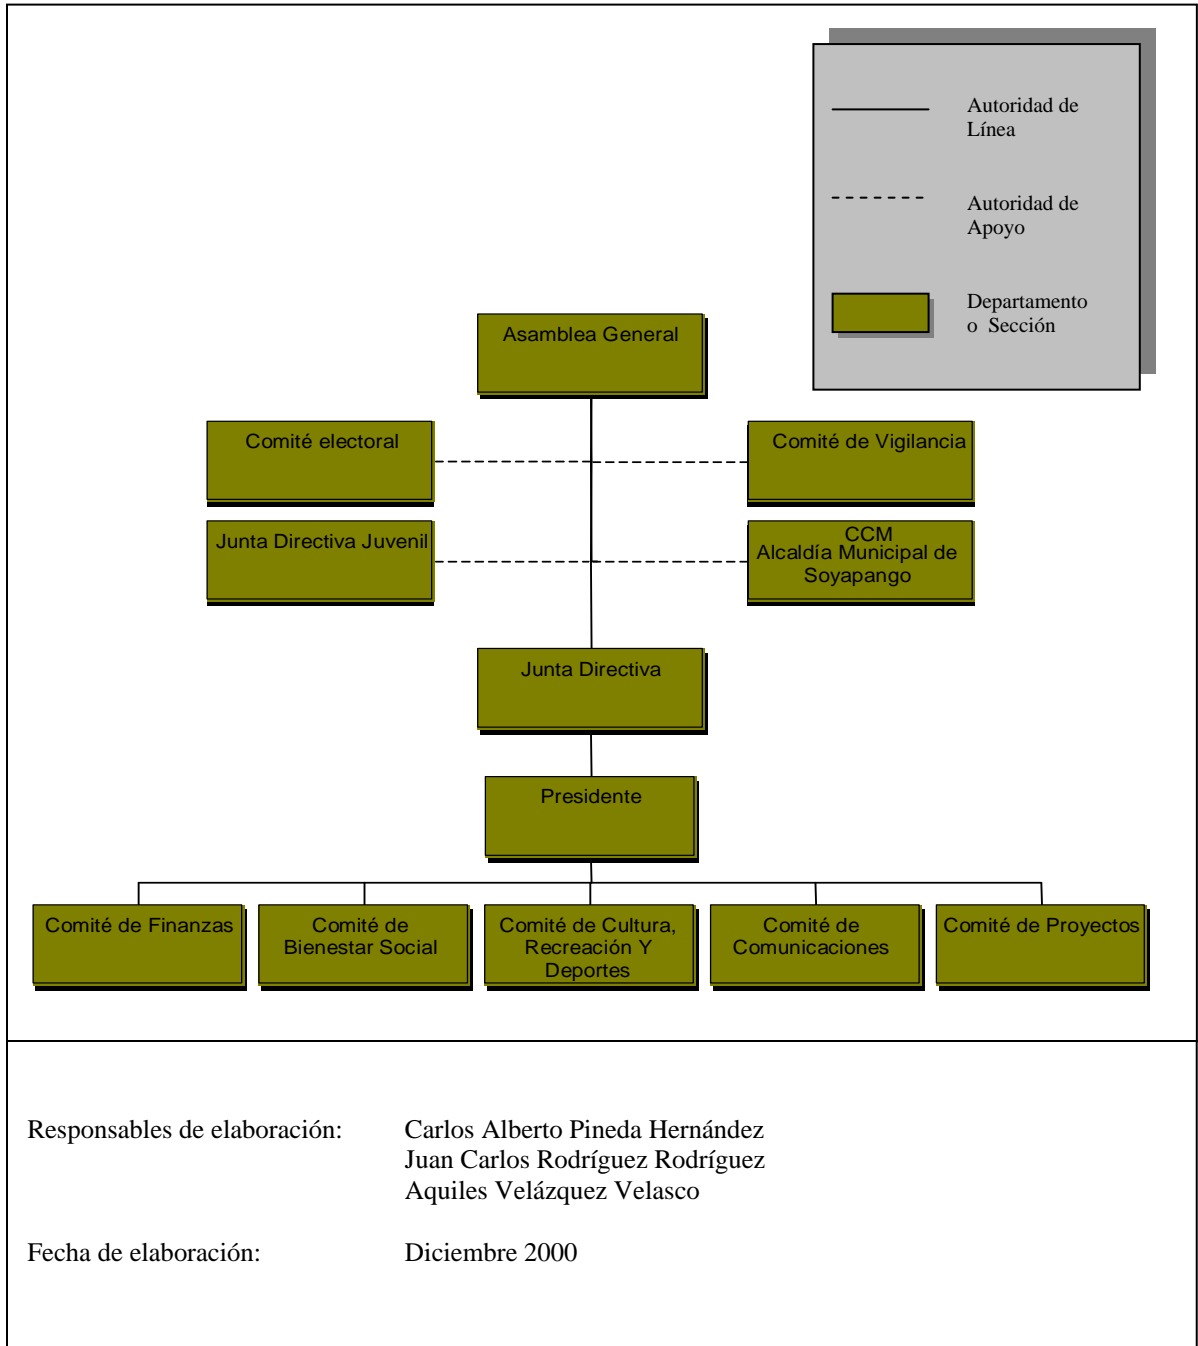 Autoridad de
Línea
Autoridad de
Apoyo
Departamento
o Sección
Asamblea General
Comité electoral
Comité de Vigilancia
Junta Directiva Juvenil
CCM
Alcaldía Municipal de
Soyapango
Junta Directiva
Presidente
Comité de Finanzas
Comité de
Bienestar Social
Comité de Cultura,
Recreación Y
Deportes
Comité de
Comunicaciones
Comité de Proyectos
Responsables de elaboración: Carlos Alberto Pineda Hernández
Juan Carlos Rodríguez Rodríguez
Aquiles Velázquez Velasco
Fecha de elaboración: Diciembre 2000